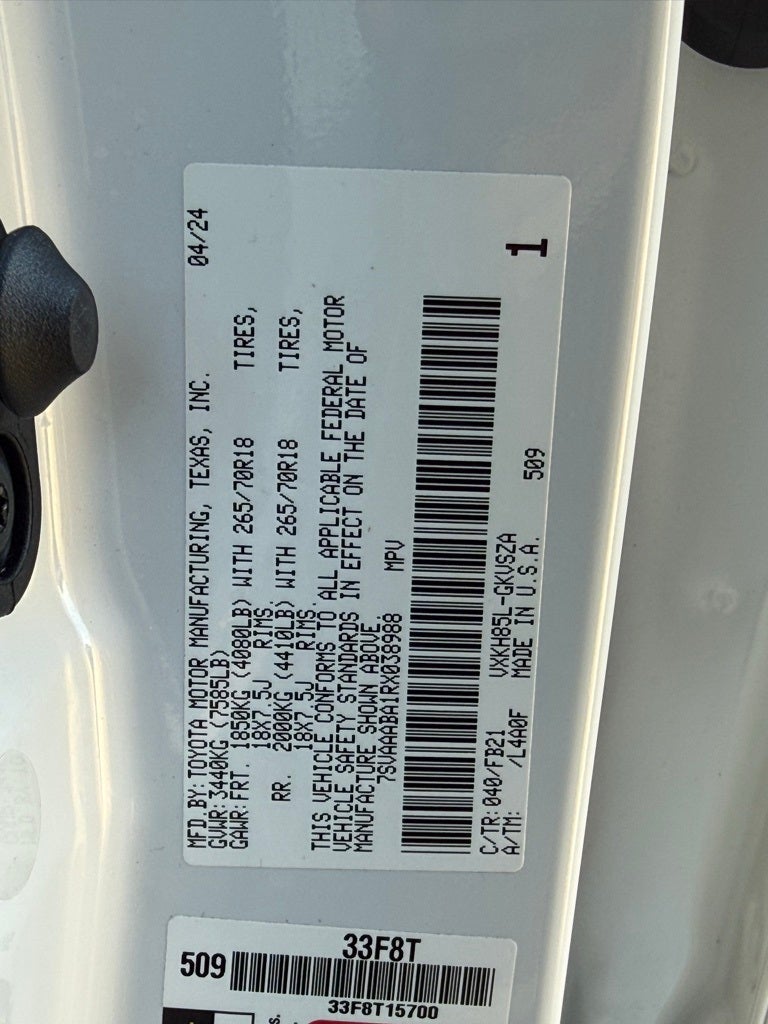 MFD.BY:TOYOTA MOTOR MANUFACTURING, TEXAS, INC. 04/24
GVWR:3440KG (7585LB)
GAWR:FRT. 1850KG (4080LB) WITH 265/70R18 TIRES,
18X7.5J RIMS.
RR. 2000KG (4410LB) WITH 265/70R18 TIRES,
18X7.5J RIMS.
THIS VEHICLE CONFORMS TO ALL APPLICABLE FEDERAL MOTOR
VEHICLE SAFETY STANDARDS IN EFFECT ON THE DATE OF
MANUFACTURE SHOWN ABOVE.
7SVAAABA1RX038988 MPV
C/TR:040/FB21 VXKH85L-GKVSZA
A/TM: /L4A0F MADE IN U.S.A. 509
1
33F8T
509
33F8T15700